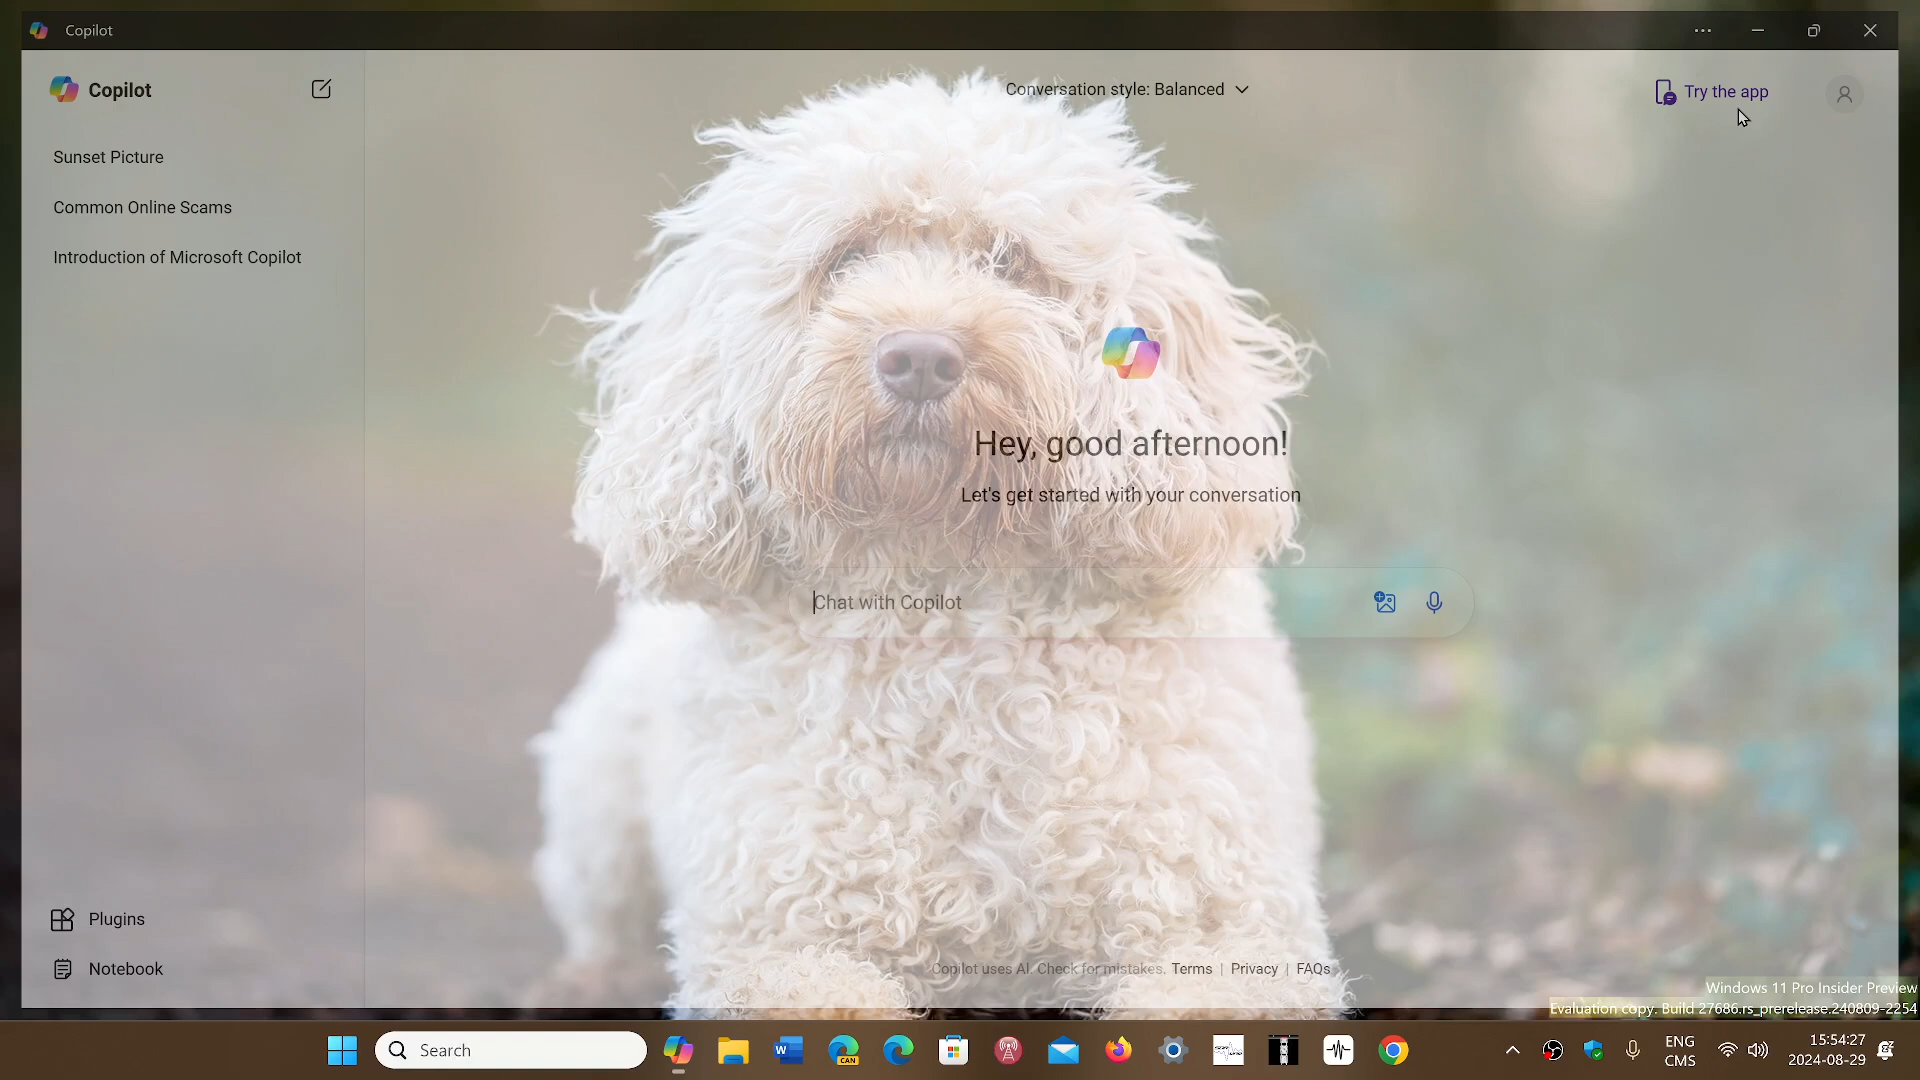 Copilot
Copilot
Conversation style: Balanced
Try the app
Sunset Picture
Common Online Scams
Introduction of Microsoft Copilot
Hey, good afternoon!
Let's get started with your conversation
Chat with Copilot
Plugins
Notebook
Copilot uses AI. Check for mistakes. Terms | Privacy | FAQs
Windows 11 Pro Insider Preview
Evaluation copy. Build 27686.rs_prerelease.240809-2254
Search
W
CAN
ENG
CMS
15:54:27
2024-08-29